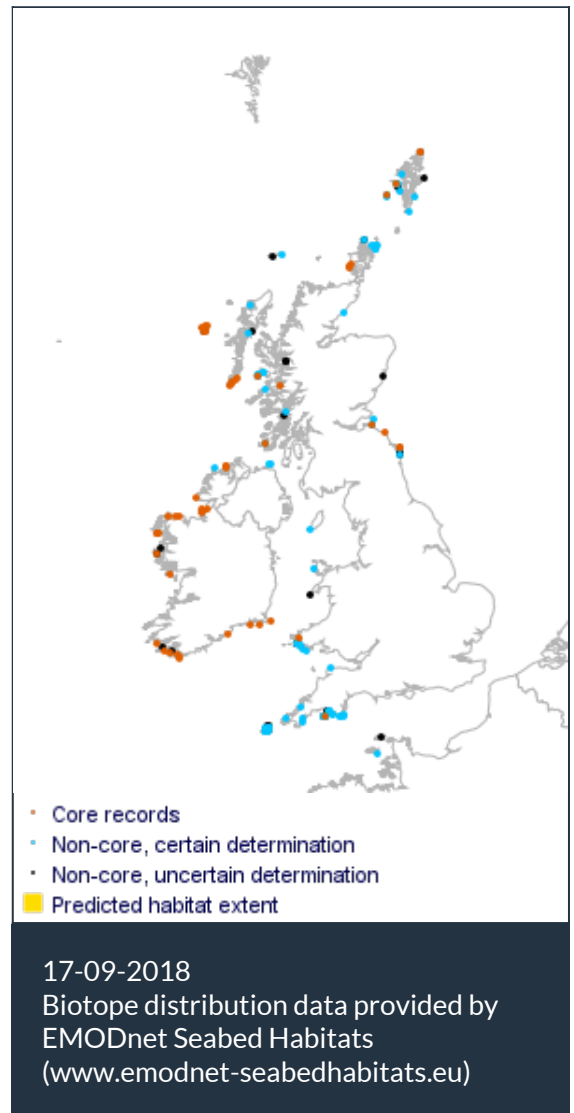 Core records
Non-core, certain determination
Non-core, uncertain determination
Predicted habitat extent
17-09-2018
Biotope distribution data provided by
EMODnet Seabed Habitats
(www.emodnet-seabedhabitats.eu)